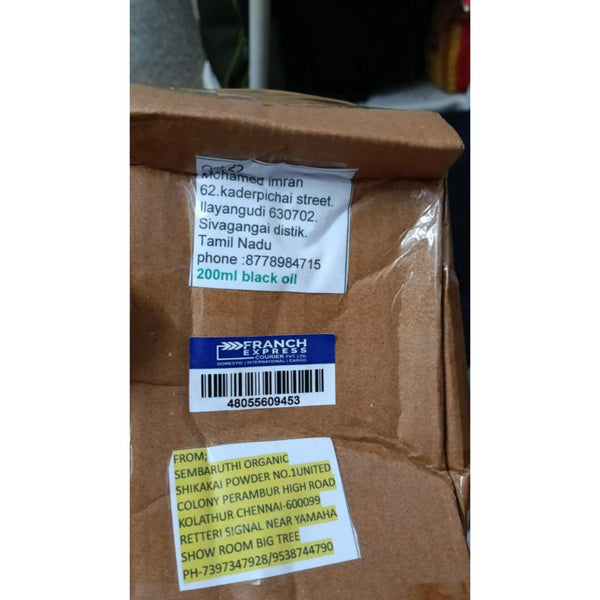 Mohamed Imran
62.kaderpichai street.
Ilayangudi 630702.
Sivagangai distik.
Tamil Nadu
phone :8778984715
200ml black oil
FRANCH
EXPRESS
COURIER PVT. LTD.
DOMESTIC | INTERNATIONAL | CARGO
48055609453
FROM;
SEMBARUTHI ORGANIC
SHIKAKAI POWDER NO.1UNITED
COLONY PERAMBUR HIGH ROAD
KOLATHUR CHENNAI-600099
RETTERI SIGNAL NEAR YAMAHA
SHOW ROOM BIG TREE
PH-7397347928/9538744790